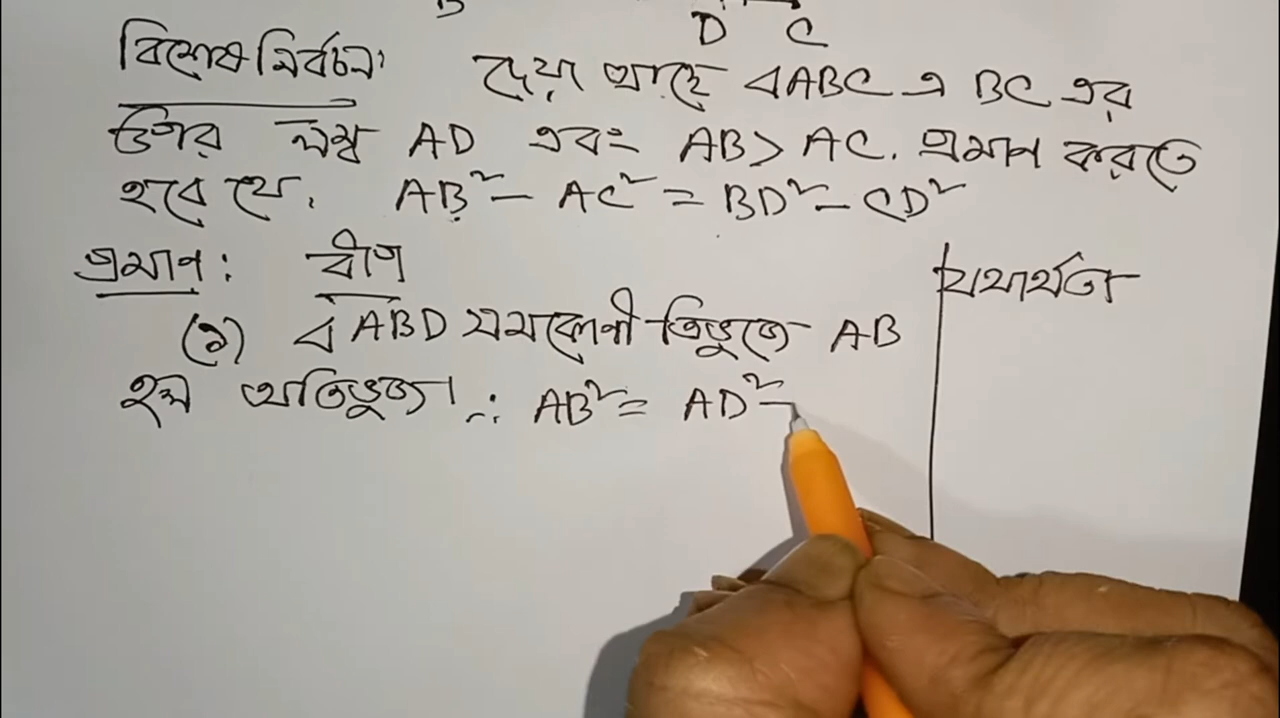 B
D C
বিশেষ নির্বচন: দেয়া আছে ∆ABC এ BC এর
উপর লম্ব AD এবং AB > AC. প্রমাণ করতে
হবে যে, AB² - AC² = BD² - CD²
প্রমাণ: ধাপ যথার্থতা
(১) ∆ABD সমকোণী ত্রিভুজে AB
হল অতিভুজ। ∴ AB² = AD² -